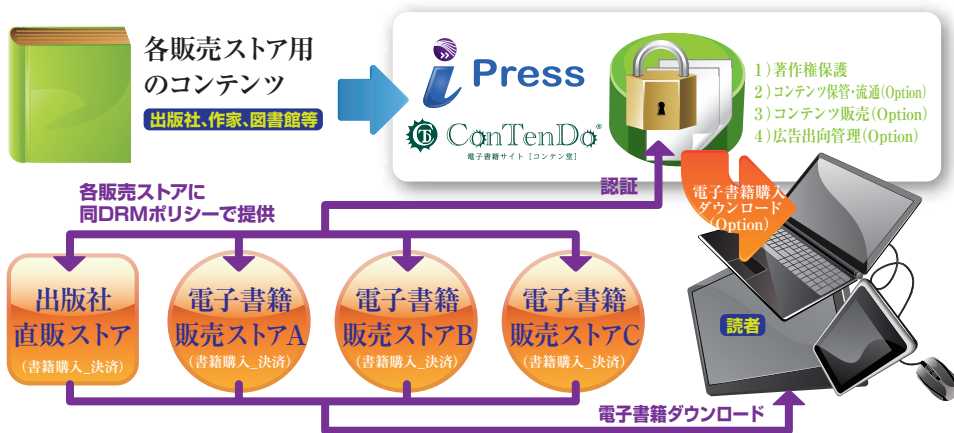 各販売ストア用
のコンテンツ
出版社、作家、図書館等
i Press
ConTenDo®
電子書籍サイト［コンテン堂］
1）著作権保護
2）コンテンツ保管・流通(Option)
3）コンテンツ販売(Option)
4）広告出向管理(Option)
各販売ストアに
同DRMポリシーで提供
認証
電子書籍購入
ダウンロード
(Option)
出版社
直販ストア
(書籍購入_決済)
電子書籍
販売ストアA
(書籍購入_決済)
電子書籍
販売ストアB
(書籍購入_決済)
電子書籍
販売ストアC
(書籍購入_決済)
読者
電子書籍ダウンロード